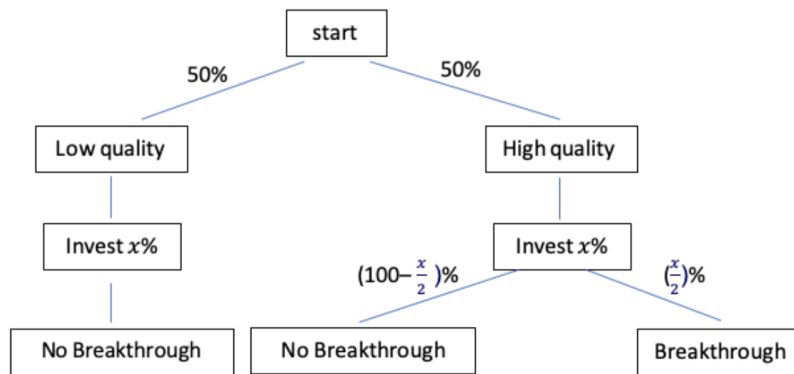 start
50%
50%
Low quality
High quality
Invest 𝑥%
Invest 𝑥%
(100– 𝑥/2 )%
(𝑥/2)%
No Breakthrough
No Breakthrough
Breakthrough